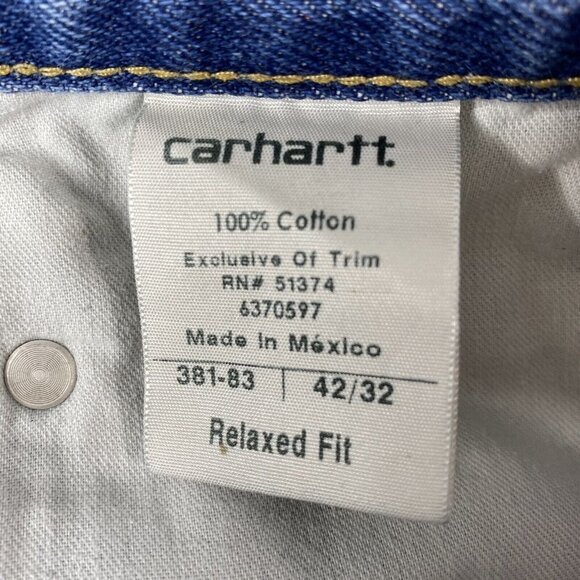 carhartt.
100% Cotton
Exclusive Of Trim
RN# 51374
6370597
Made In México
381-83 | 42/32
Relaxed Fit